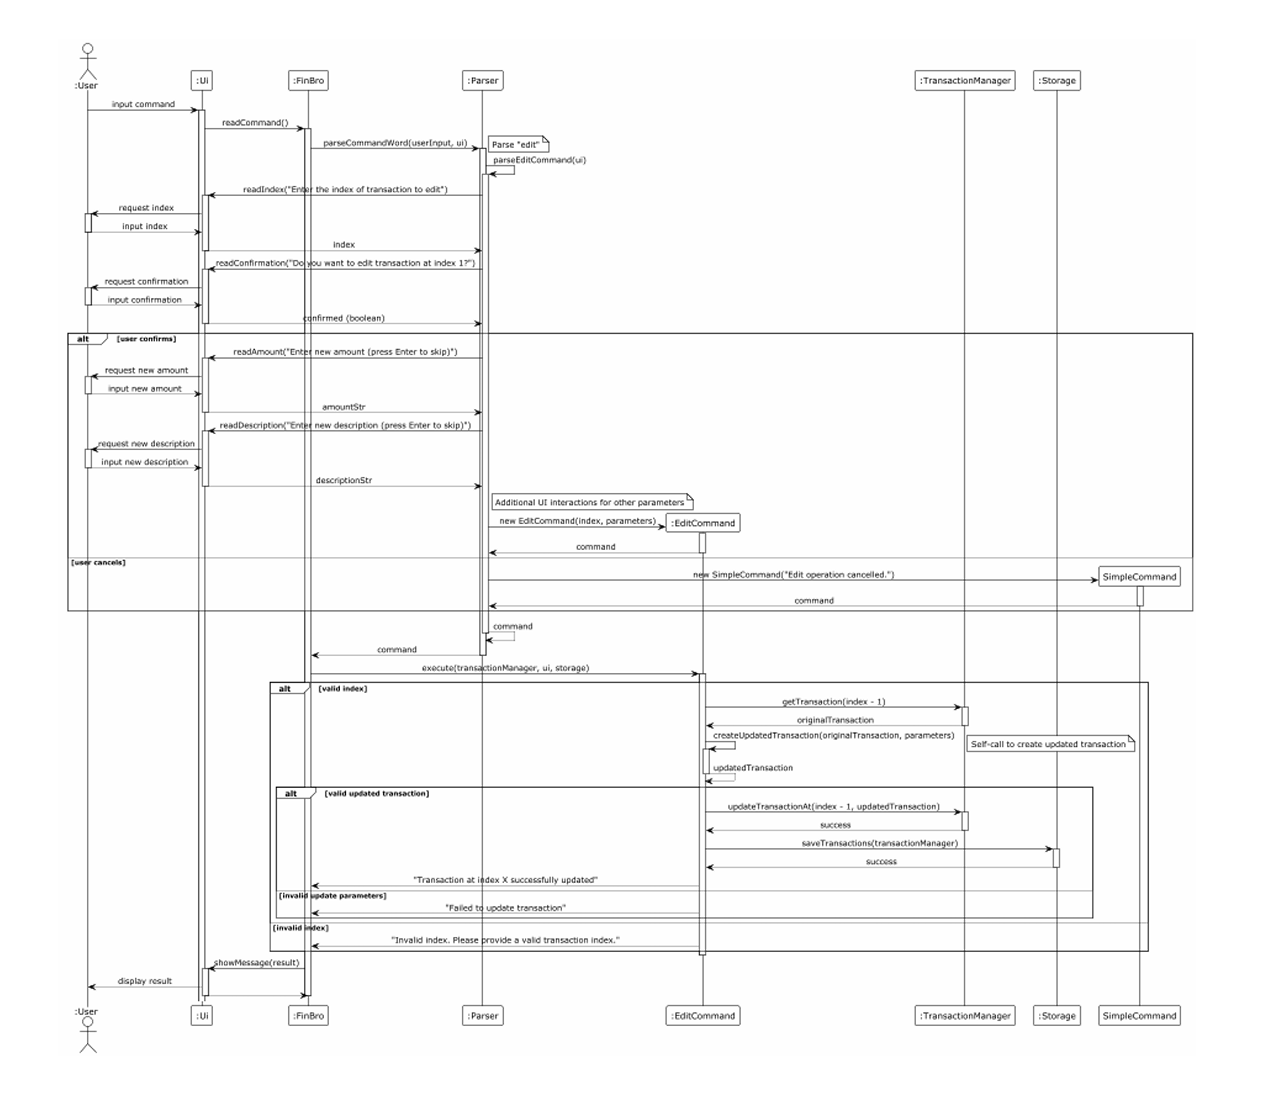 :User
:Ui
:FinBro
:Parser
:TransactionManager
:Storage
input command
readCommand()
parseCommandWord(userInput, ui)
Parse "edit"
parseEditCommand(ui)
readIndex("Enter the index of transaction to edit")
request index
input index
index
readConfirmation("Do you want to edit transaction at index 1?")
request confirmation
input confirmation
confirmed (boolean)
alt
[user confirms]
readAmount("Enter new amount (press Enter to skip)")
request new amount
input new amount
amountStr
readDescription("Enter new description (press Enter to skip)")
request new description
input new description
descriptionStr
Additional UI interactions for other parameters
new EditCommand(index, parameters)
:EditCommand
command
[user cancels]
new SimpleCommand("Edit operation cancelled.")
SimpleCommand
command
command
command
execute(transactionManager, ui, storage)
alt
[valid index]
getTransaction(index - 1)
originalTransaction
createUpdatedTransaction(originalTransaction, parameters)
Self-call to create updated transaction
updatedTransaction
alt
[valid updated transaction]
updateTransactionAt(index - 1, updatedTransaction)
success
saveTransactions(transactionManager)
success
"Transaction at index X successfully updated"
[invalid update parameters]
"Failed to update transaction"
[invalid index]
"Invalid index. Please provide a valid transaction index."
showMessage(result)
display result
:User
:Ui
:FinBro
:Parser
:EditCommand
:TransactionManager
:Storage
SimpleCommand